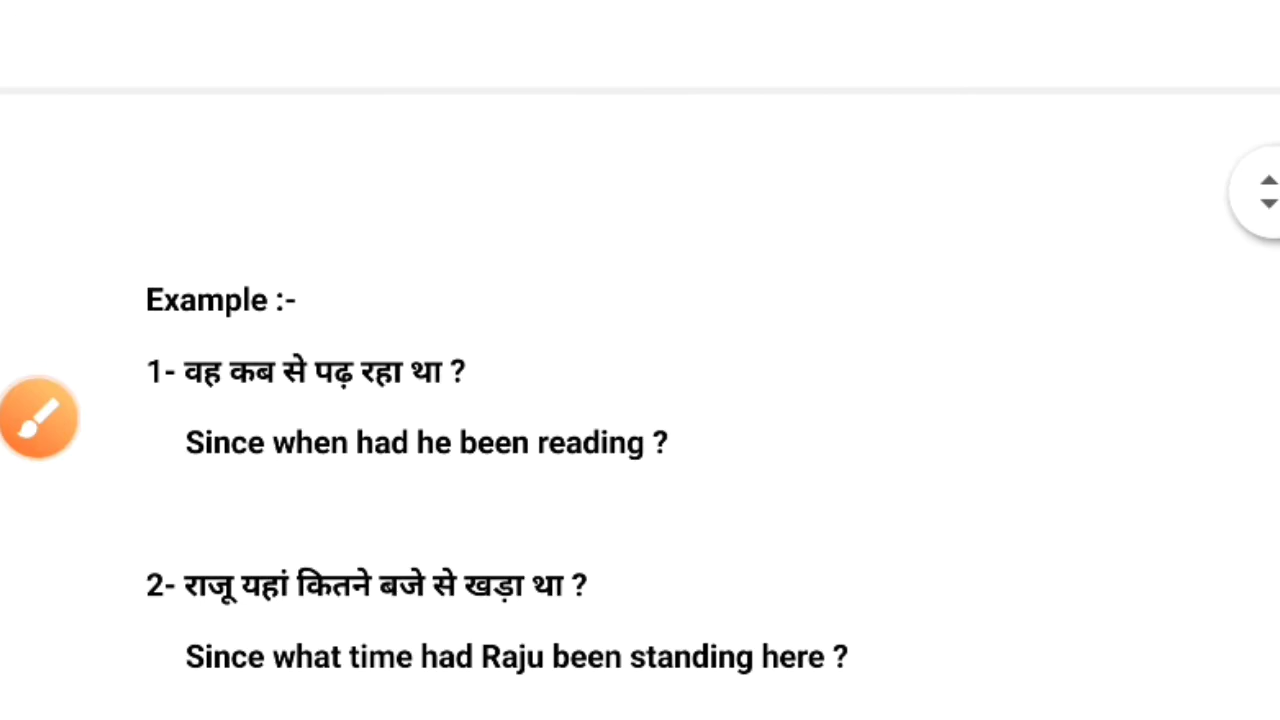 Example :-
1- वह कब से पढ़ रहा था ?
Since when had he been reading ?
2- राजू यहां कितने बजे से खड़ा था ?
Since what time had Raju been standing here ?